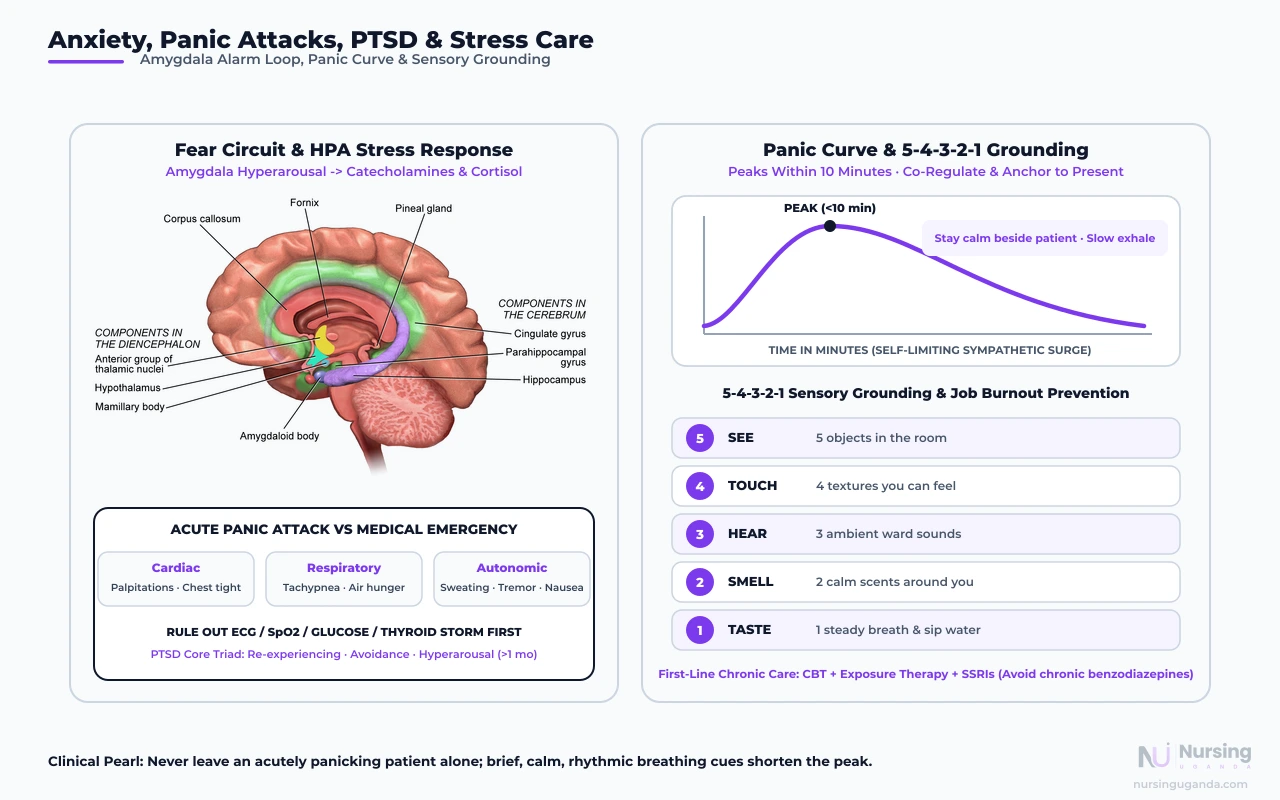 Anxiety, Panic Attacks, PTSD & Stress Care
Amygdala Alarm Loop, Panic Curve & Sensory Grounding
Fear Circuit & HPA Stress Response
Amygdala Hyperarousal -> Catecholamines & Cortisol
Fornix
Corpus callosum
Pineal gland
COMPONENTS IN
THE CEREBRUM
Cingulate gyrus
Parahippocampal
gyrus
Hippocampus
COMPONENTS IN
THE DIENCEPHALON
Anterior group of
thalamic nuclei
Hypothalamus
Mamillary body
Amygdaloid body
ACUTE PANIC ATTACK VS MEDICAL EMERGENCY
Cardiac
Palpitations · Chest tight
Respiratory
Tachypnea · Air hunger
Autonomic
Sweating · Tremor · Nausea
RULE OUT ECG / SpO2 / GLUCOSE / THYROID STORM FIRST
PTSD Core Triad: Re-experiencing · Avoidance · Hyperarousal (>1 mo)
Panic Curve & 5-4-3-2-1 Grounding
Peaks Within 10 Minutes · Co-Regulate & Anchor to Present
PEAK (<10 min)
Stay calm beside patient · Slow exhale
TIME IN MINUTES (SELF-LIMITING SYMPATHETIC SURGE)
5-4-3-2-1 Sensory Grounding & Job Burnout Prevention
5 SEE 5 objects in the room
4 TOUCH 4 textures you can feel
3 HEAR 3 ambient ward sounds
2 SMELL 2 calm scents around you
1 TASTE 1 steady breath & sip water
First-Line Chronic Care: CBT + Exposure Therapy + SSRIs (Avoid chronic benzodiazepines)
Clinical Pearl: Never leave an acutely panicking patient alone; brief, calm, rhythmic breathing cues shorten the peak.
NU Nursing
UGANDA
nursinguganda.com